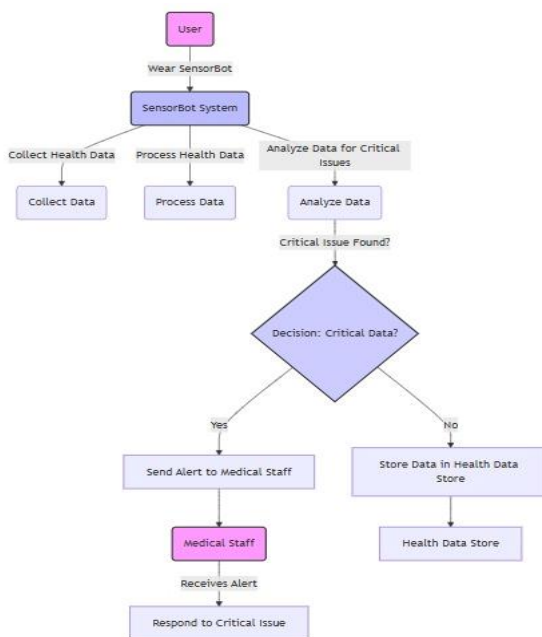 User
Wear SensorBot
SensorBot System
Collect Health Data
Process Health Data
Analyze Data for Critical
Issues
Collect Data
Process Data
Analyze Data
Critical Issue Found?
Decision: Critical Data?
Yes
No
Send Alert to Medical Staff
Store Data in Health Data
Store
Medical Staff
Health Data Store
Receives Alert
Respond to Critical Issue